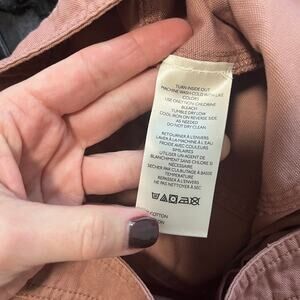 TURN INSIDE OUT
MACHINE WASH COLD WITH LIKE
COLORS
USE ONLY NON-CHLORINE
BLEACH
TUMBLE DRY LOW
COOL IRON ON REVERSE SIDE
AS NEEDED
DO NOT DRY CLEAN
RETOURNER À L'ENVERS
LAVER À LA MACHINE À L'EAU
FROIDE AVEC COULEURS
SIMILAIRES
UTILISER UN AGENT DE
BLANCHIMENT SANS CHLORE SI
NÉCESSAIRE
SÉCHER PAR CULBUTAGE À BASSE
TEMPÉRATURE
REPASSER À L'ENVERS
NE PAS NETTOYER À SEC
COTTON